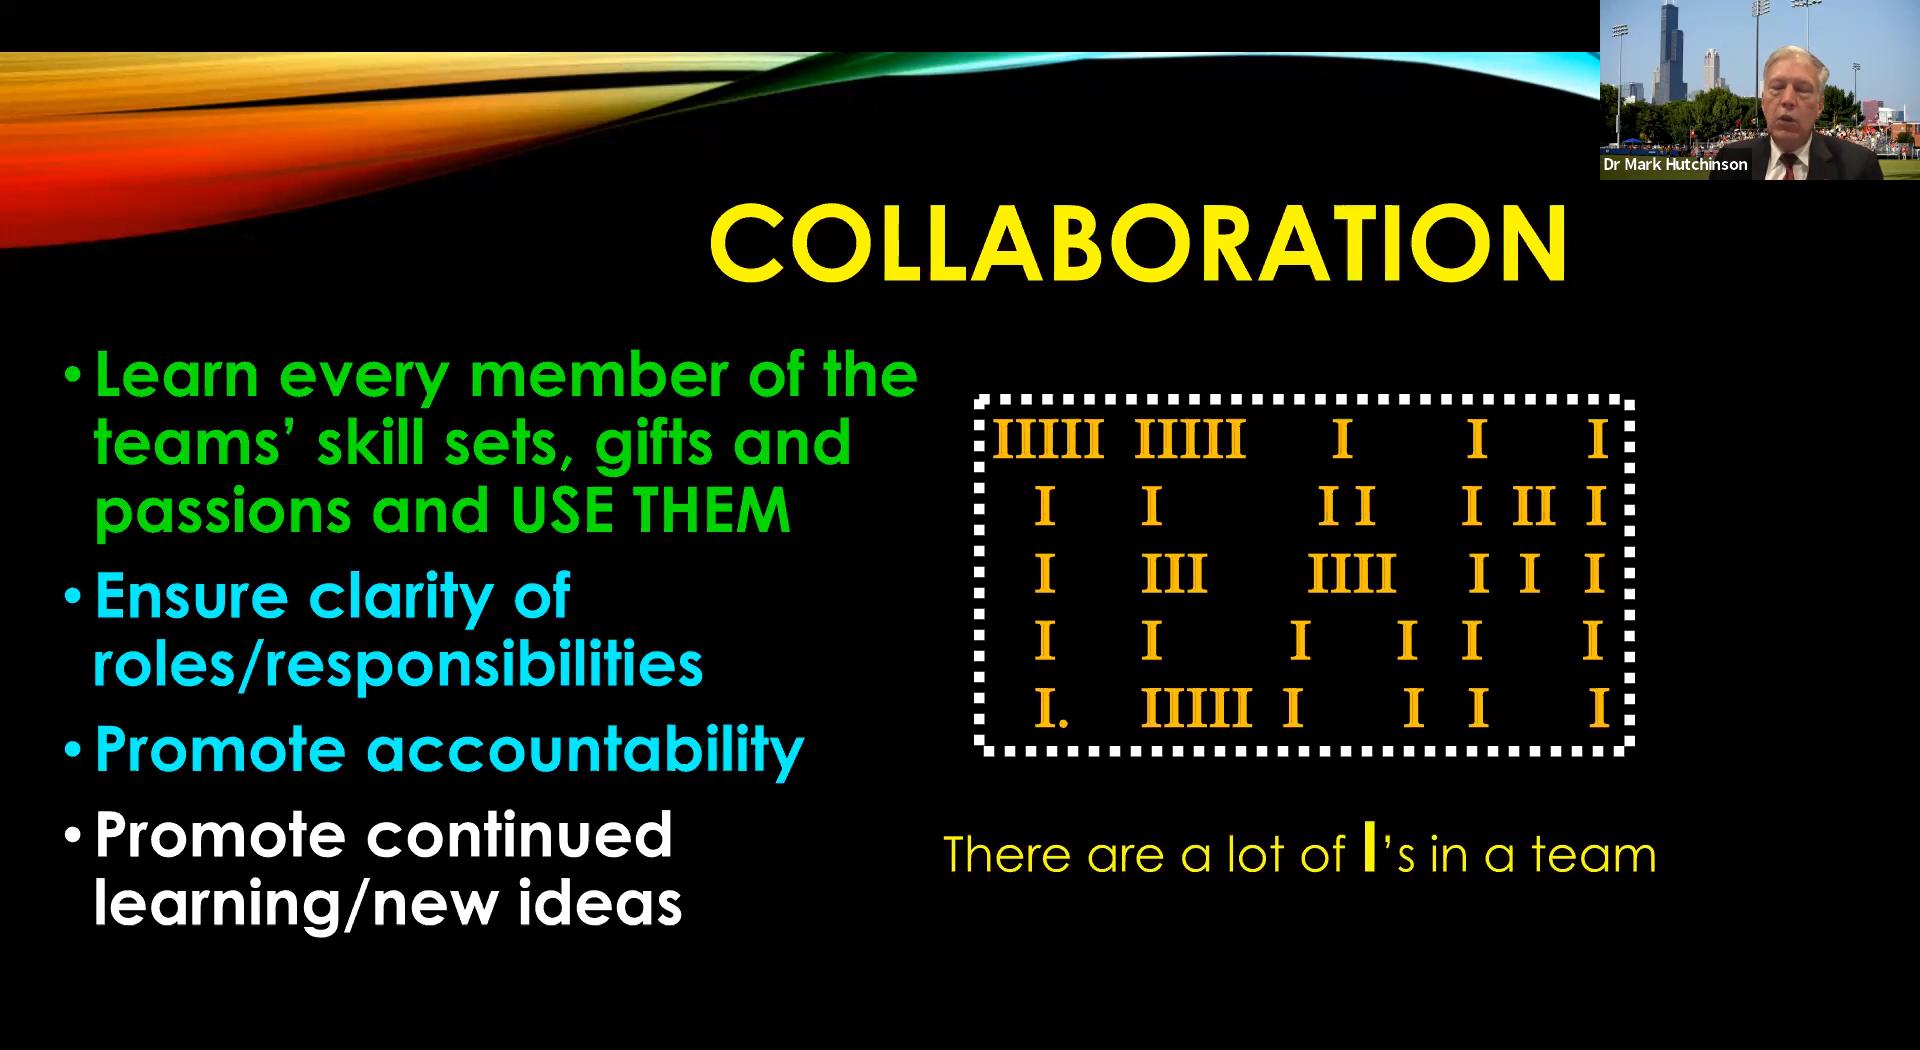 Dr Mark Hutchinson
COLLABORATION
• Learn every member of the
teams’ skill sets, gifts and
passions and USE THEM
• Ensure clarity of
roles/responsibilities
• Promote accountability
• Promote continued
learning/new ideas
IIIII IIIII I I I
I I I I I II I
I III IIII I I I
I I I I I I
I. IIIII I I I I
There are a lot of I’s in a team